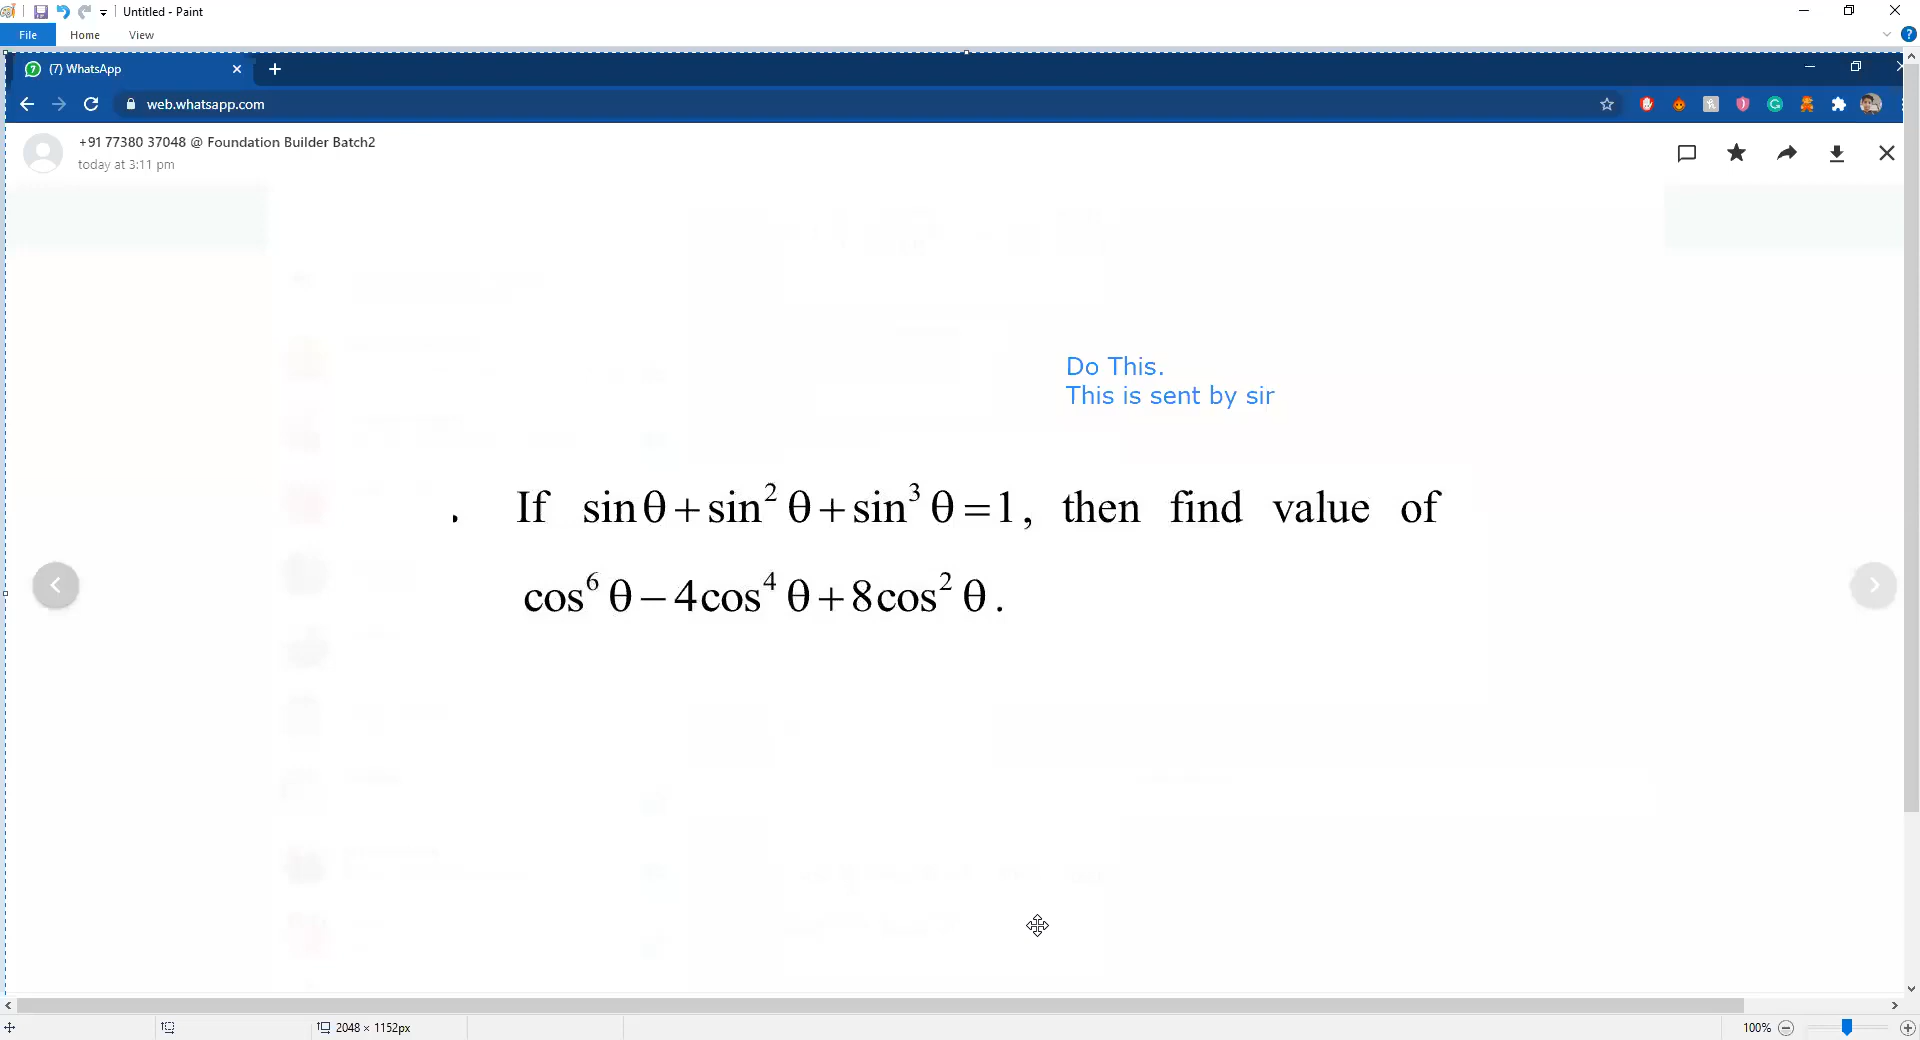 Untitled - Paint
File Home View
(7) WhatsApp
web.whatsapp.com
+91 77380 37048 @ Foundation Builder Batch2
today at 3:11 pm
Do This.
This is sent by sir
. If sinθ + sin² θ + sin³ θ = 1, then find value of
cos⁶ θ − 4cos⁴ θ + 8cos² θ .
2048 × 1152px
100%